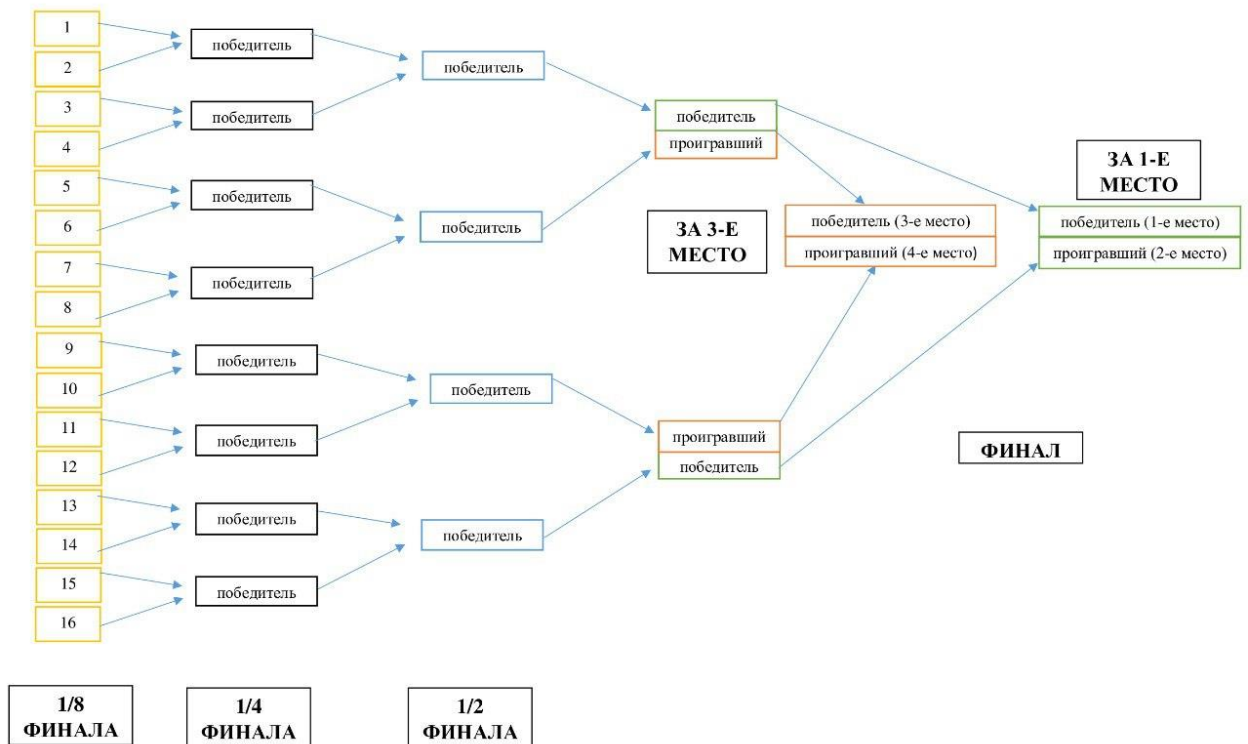 1
2
3
4
5
6
7
8
9
10
11
12
13
14
15
16
победитель
победитель
победитель
победитель
победитель
победитель
победитель
победитель
победитель
победитель
победитель
победитель
победитель
проигравший
проигравший
победитель
ЗА 3-Е
МЕСТО
победитель (3-е место)
проигравший (4-е место)
ЗА 1-Е
МЕСТО
победитель (1-е место)
проигравший (2-е место)
ФИНАЛ
1/8
ФИНАЛА
1/4
ФИНАЛА
1/2
ФИНАЛА